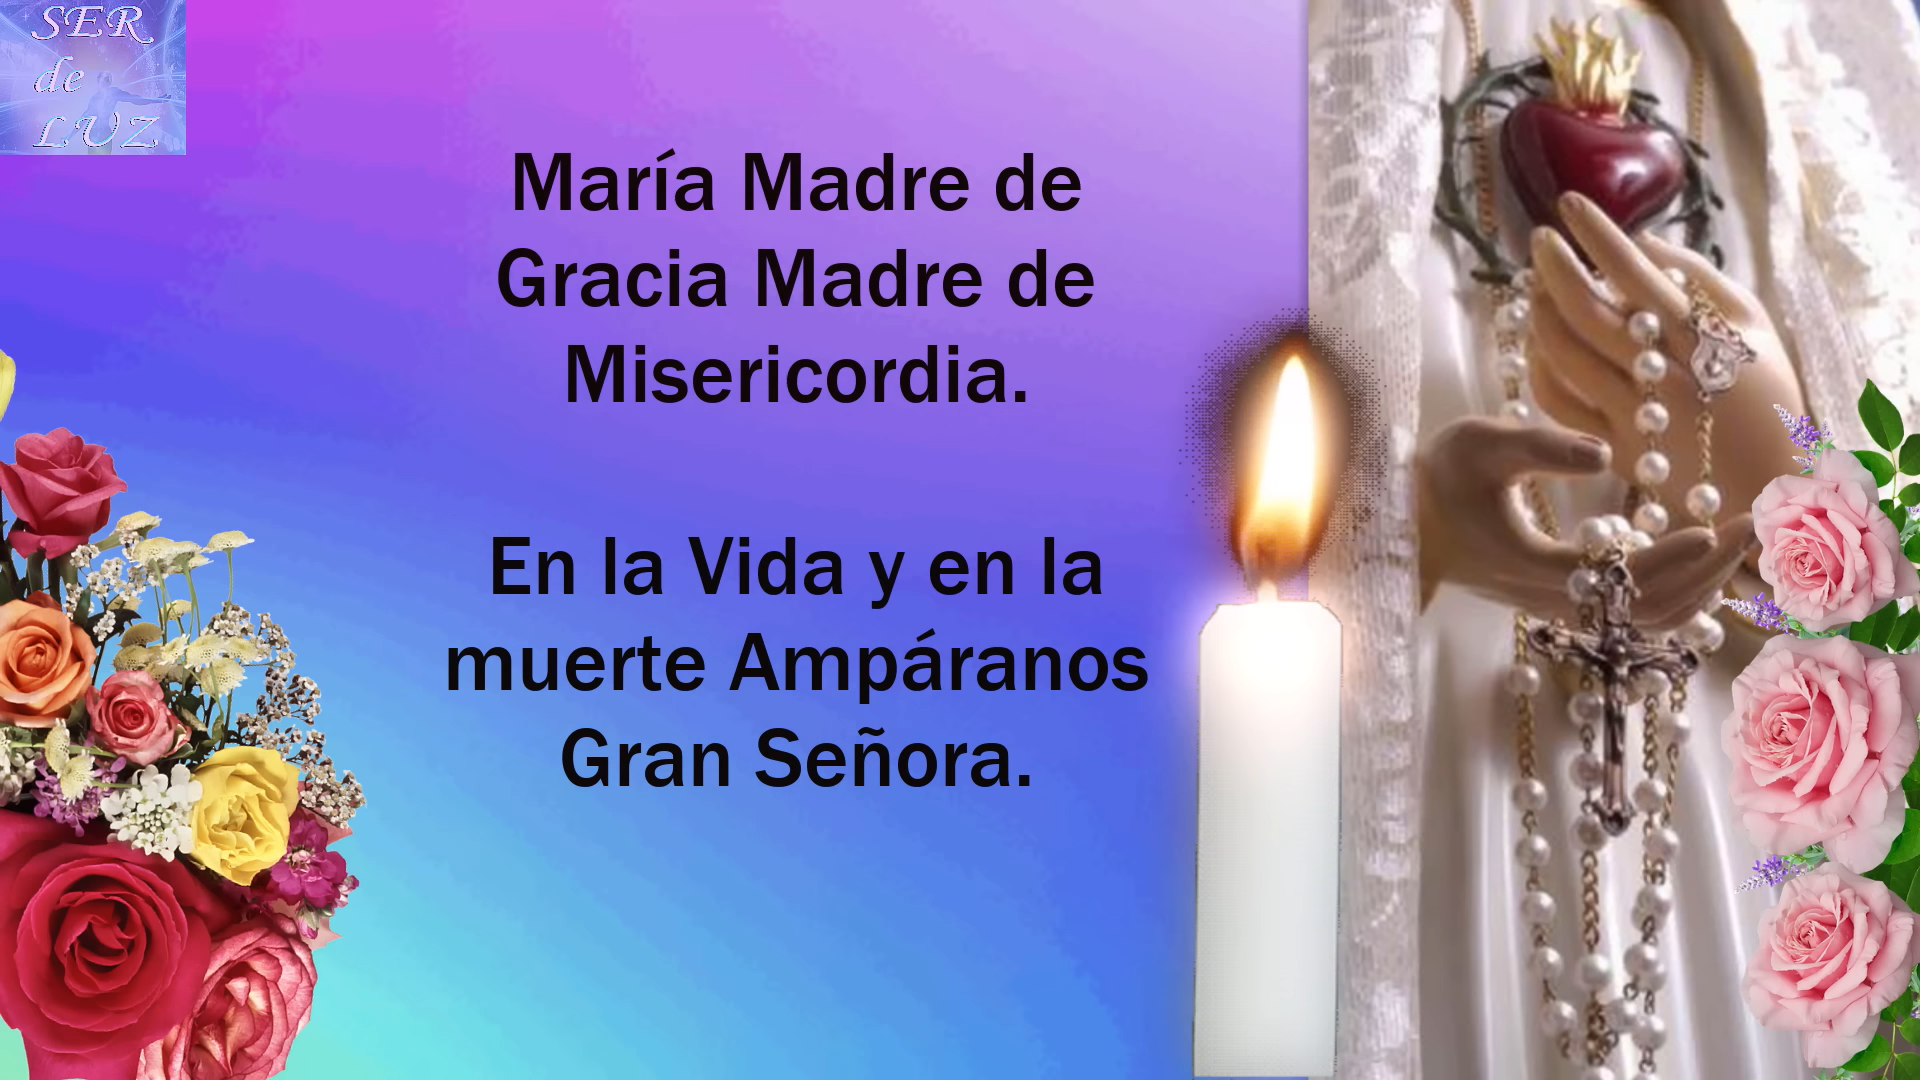 SER
de
LUZ
María Madre de
Gracia Madre de
Misericordia.
En la Vida y en la
muerte Ampáranos
Gran Señora.